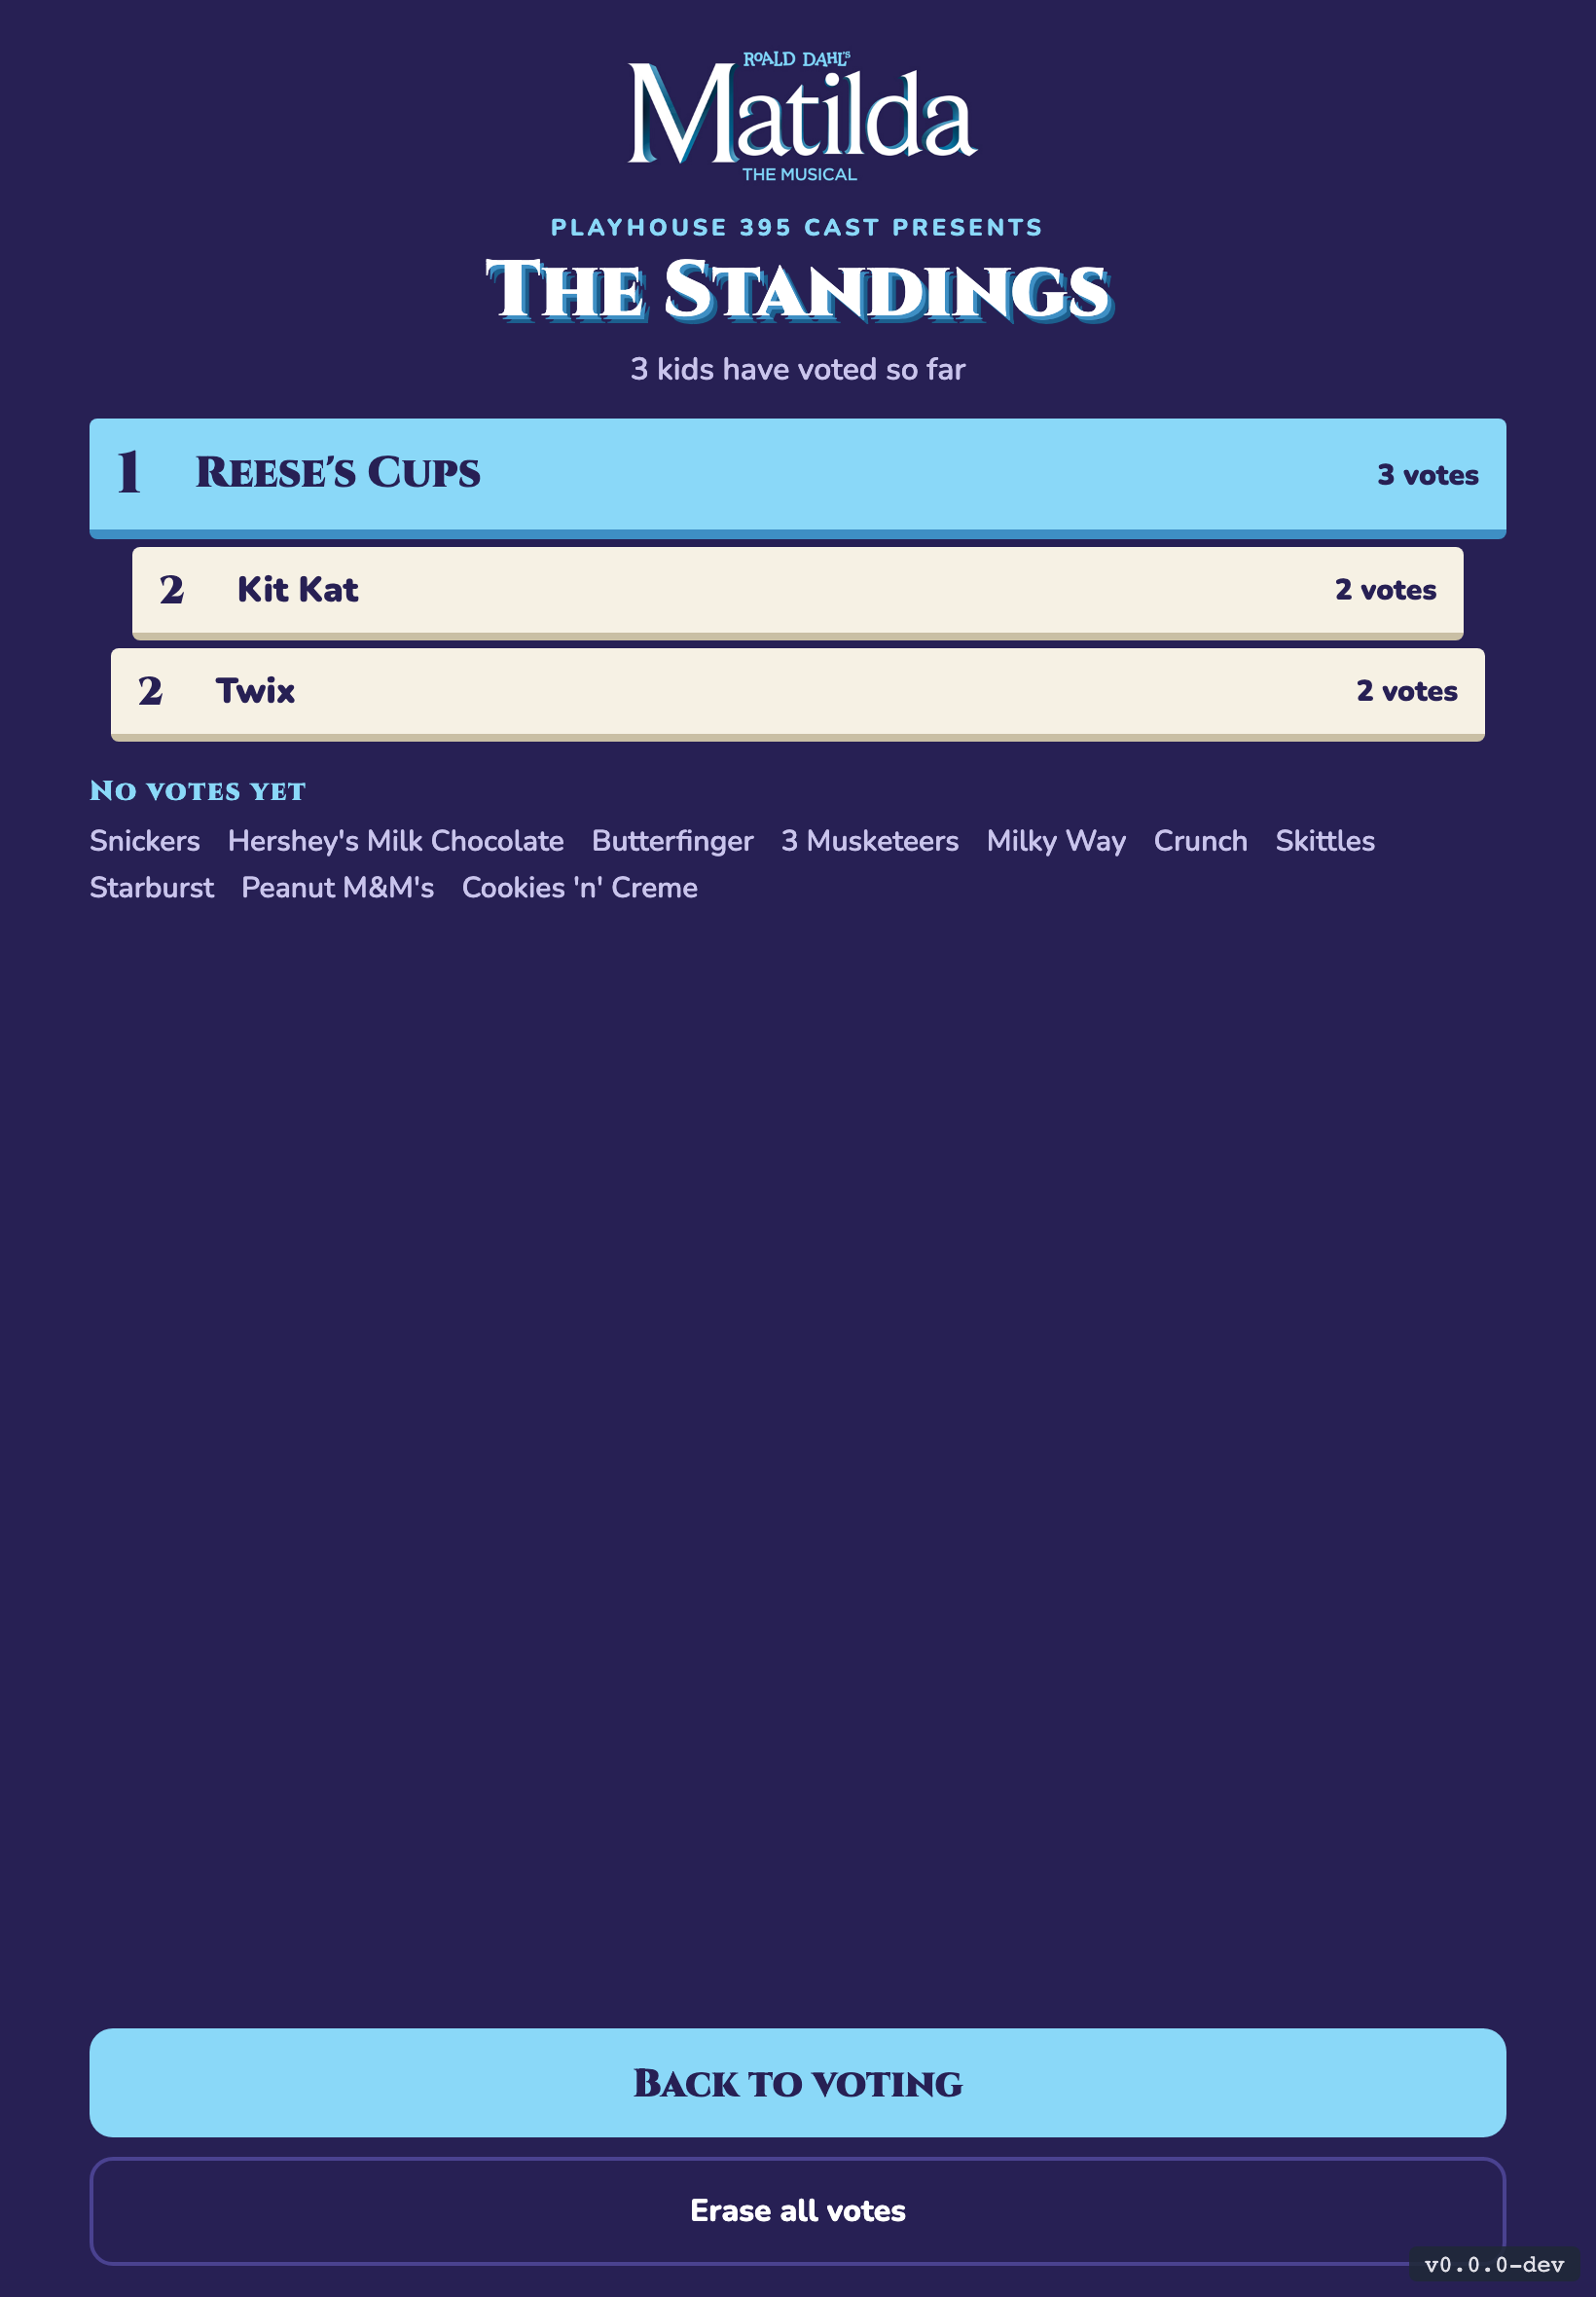 ROALD DAHL'S
Matilda
THE MUSICAL
PLAYHOUSE 395 CAST PRESENTS
The Standings
3 kids have voted so far
1 Reese's Cups 3 votes
2 Kit Kat 2 votes
2 Twix 2 votes
No votes yet
Snickers Hershey's Milk Chocolate Butterfinger 3 Musketeers Milky Way Crunch Skittles
Starburst Peanut M&M's Cookies 'n' Creme
Back to voting
Erase all votes
v0.0.0-dev